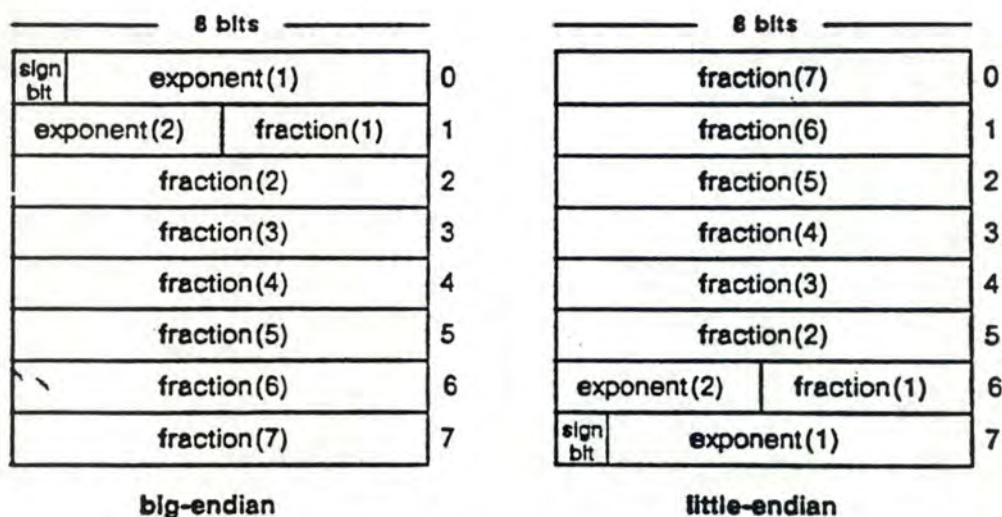 8 bits
sign bit exponent(1) 0
exponent(2) fraction(1) 1
fraction(2) 2
fraction(3) 3
fraction(4) 4
fraction(5) 5
fraction(6) 6
fraction(7) 7
big-endian
8 bits
fraction(7) 0
fraction(6) 1
fraction(5) 2
fraction(4) 3
fraction(3) 4
fraction(2) 5
exponent(2) fraction(1) 6
sign bit exponent(1) 7
little-endian